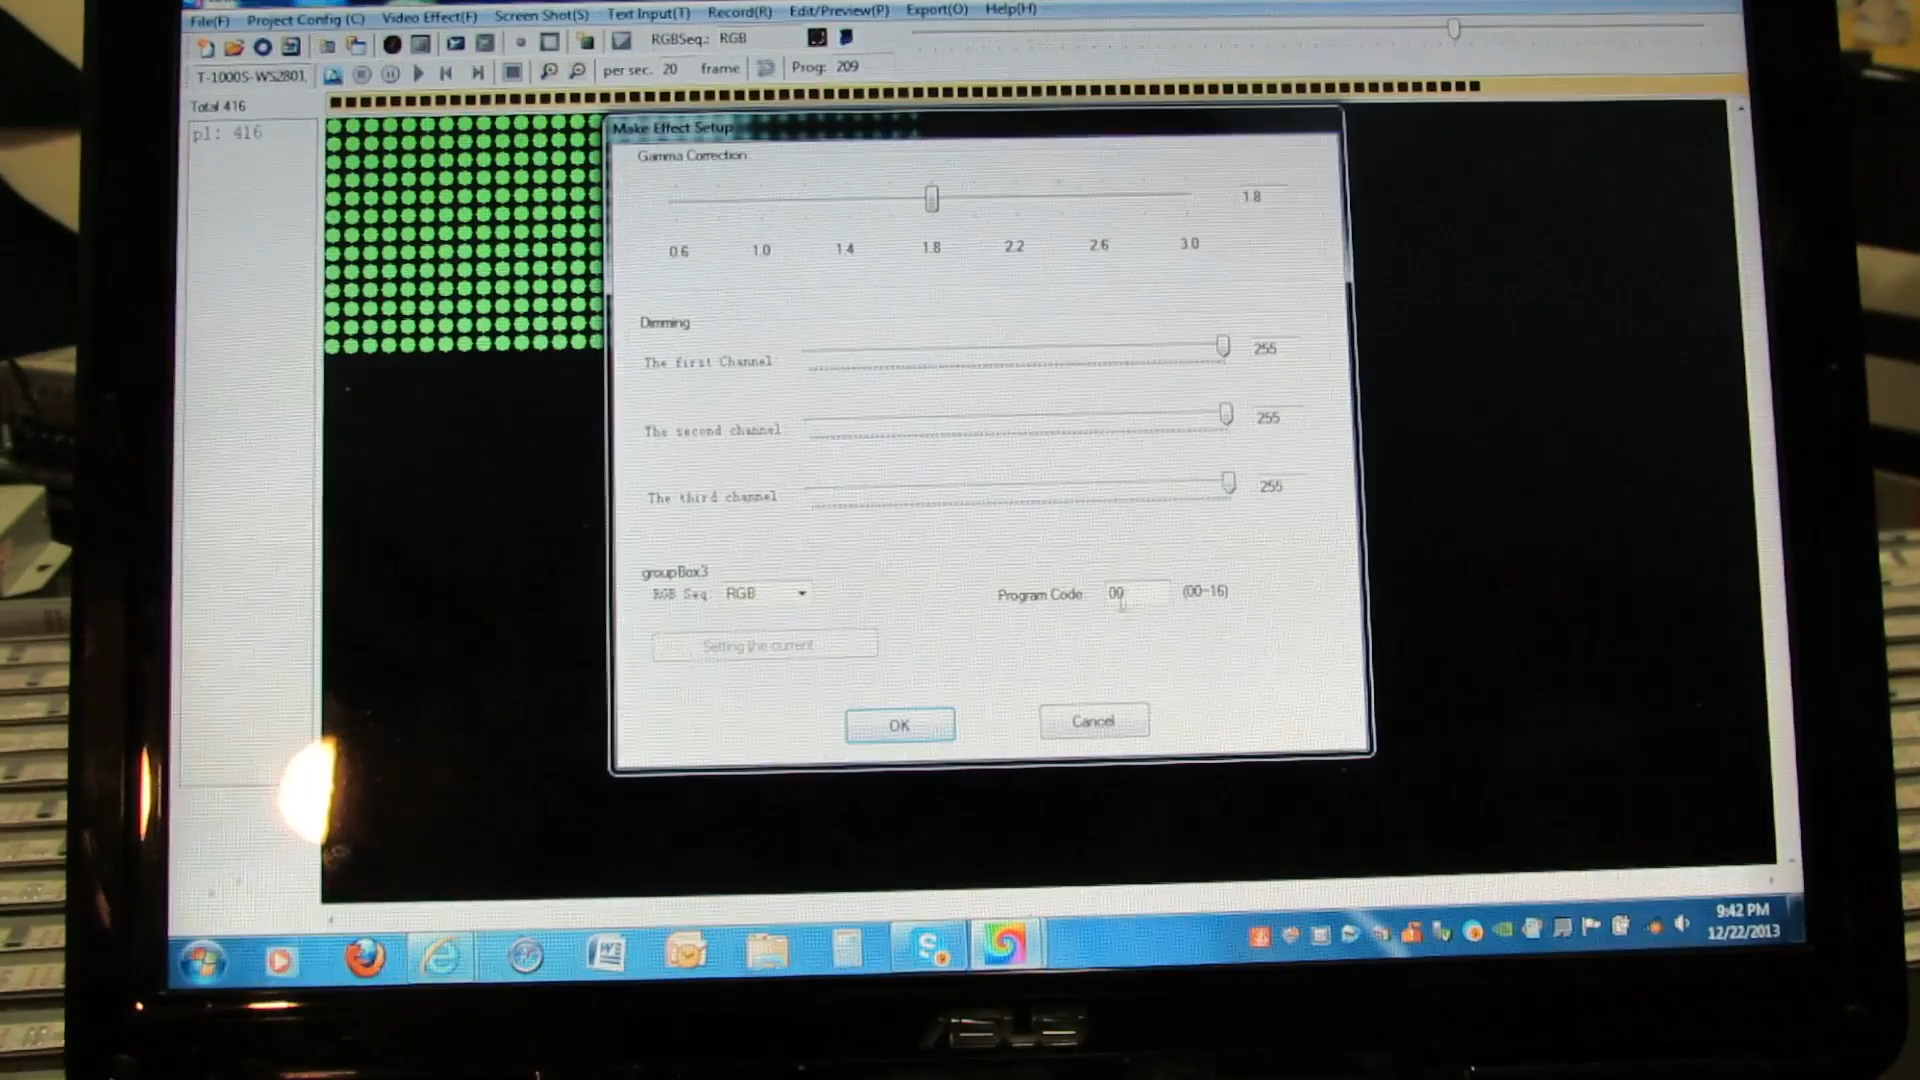 File(F) Project Config (C) Video Effect(F) Screen Shot(S) Text Input(T) Record(R) Edit/Preview(P) Export(O) Help(H)
RGBSeq.: RGB
T-1000S-WS2801 per sec. 20 frame Prog: 209
Total 416
p1: 416
Make Effect Setup
Gamma Correction
1.8
0.6 1.0 1.4 1.8 2.2 2.6 3.0
Dimming
The first Channel 255
The second channel 255
The third channel 255
groupBox3
RGB Seq: RGB
Program Code. 00 (00-16)
Setting the current
OK Cancel
9:42 PM
12/22/2013
ASUS